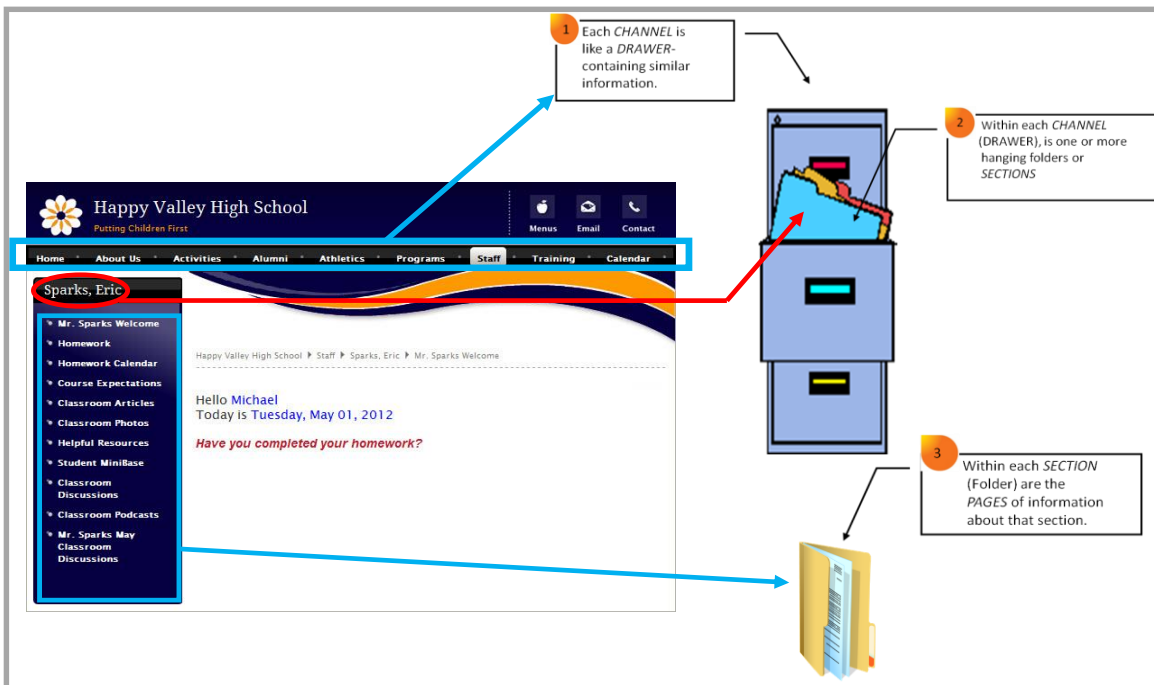 1
Each CHANNEL is
like a DRAWER-
containing similar
information.
2
Within each CHANNEL
(DRAWER), is one or more
hanging folders or
SECTIONS
Happy Valley High School
Putting Children First
Menus Email Contact
Home About Us Activities Alumni Athletics Programs Staff Training Calendar
Sparks, Eric
Mr. Sparks Welcome
Homework
Homework Calendar
Course Expectations
Classroom Articles
Classroom Photos
Helpful Resources
Student MiniBase
Classroom
Discussions
Classroom Podcasts
Mr. Sparks May
Classroom
Discussions
Happy Valley High School Staff Sparks, Eric Mr. Sparks Welcome
Hello Michael
Today is Tuesday, May 01, 2012
Have you completed your homework?
3
Within each SECTION
(Folder) are the
PAGES of information
about that section.